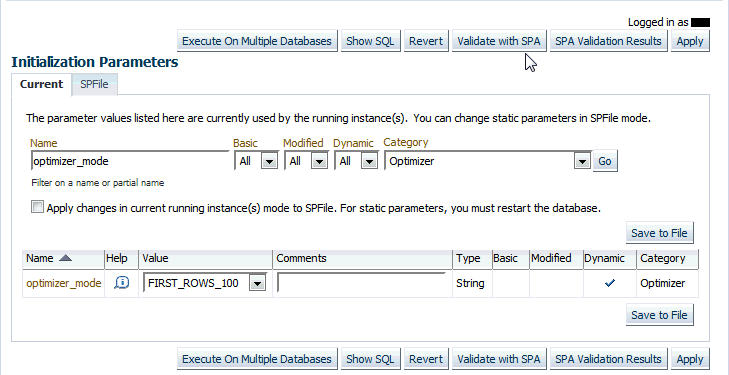 Logged in as
Execute On Multiple Databases Show SQL Revert Validate with SPA SPA Validation Results Apply
Initialization Parameters
Current SPFile
The parameter values listed here are currently used by the running instance(s). You can change static parameters in SPFile mode.
Name Basic Modified Dynamic Category
optimizer_mode All All All Optimizer Go
Filter on a name or partial name
Apply changes in current running instance(s) mode to SPFile. For static parameters, you must restart the database.
Save to File
Name Help Value Comments Type Basic Modified Dynamic Category
optimizer_mode FIRST_ROWS_100 String Optimizer
Save to File
Execute On Multiple Databases Show SQL Revert Validate with SPA SPA Validation Results Apply